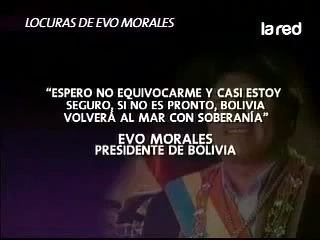 LOCURAS DE EVO MORALES
la red
“ESPERO NO EQUIVOCARME Y CASI ESTOY
SEGURO, SI NO ES PRONTO, BOLIVIA
VOLVERÁ AL MAR CON SOBERANÍA”
EVO MORALES
PRESIDENTE DE BOLIVIA